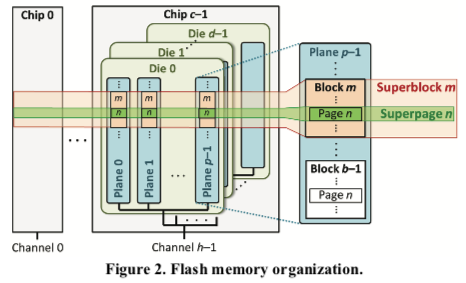 Chip 0
Chip c–1
Die d–1
Die 1
Die 0
Plane p–1
m
m
m
Block m
Superblock m
n
n
n
Page n
Superpage n
Plane 0
Plane 1
Plane p–1
Block b–1
Page n
Channel 0
Channel h–1
Figure 2. Flash memory organization.